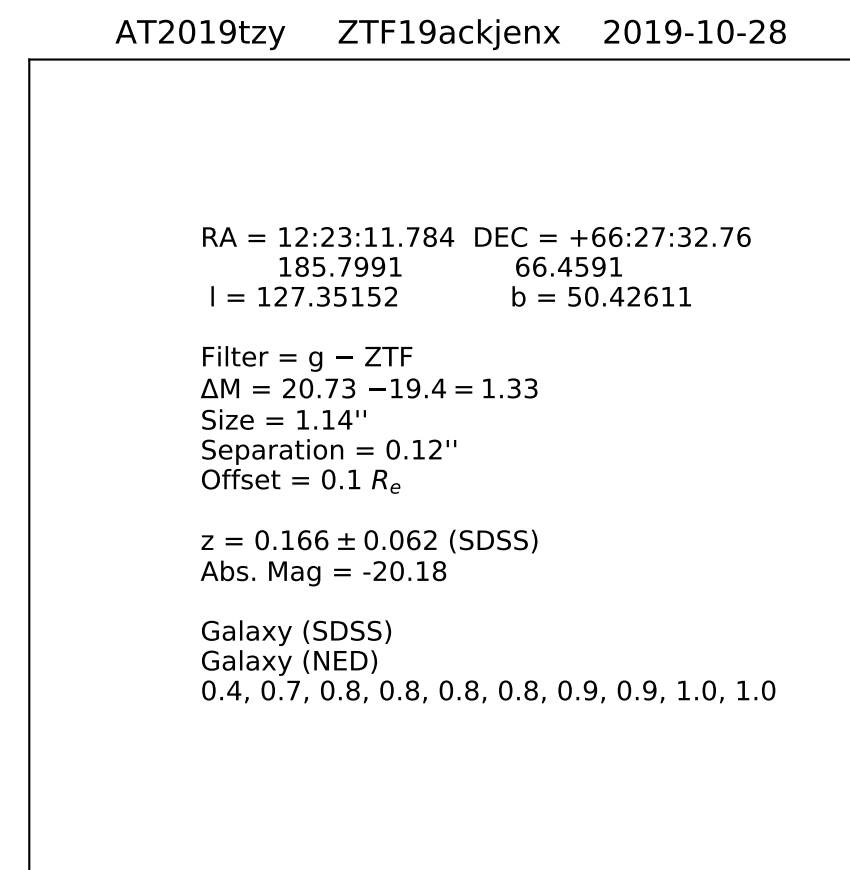 AT2019tzy ZTF19ackjenx 2019-10-28
RA = 12:23:11.784 DEC = +66:27:32.76
185.7991 66.4591
l = 127.35152 b = 50.42611
Filter = g − ZTF
ΔM = 20.73 −19.4 = 1.33
Size = 1.14''
Separation = 0.12''
Offset = 0.1 Re
z = 0.166 ± 0.062 (SDSS)
Abs. Mag = -20.18
Galaxy (SDSS)
Galaxy (NED)
0.4, 0.7, 0.8, 0.8, 0.8, 0.8, 0.9, 0.9, 1.0, 1.0